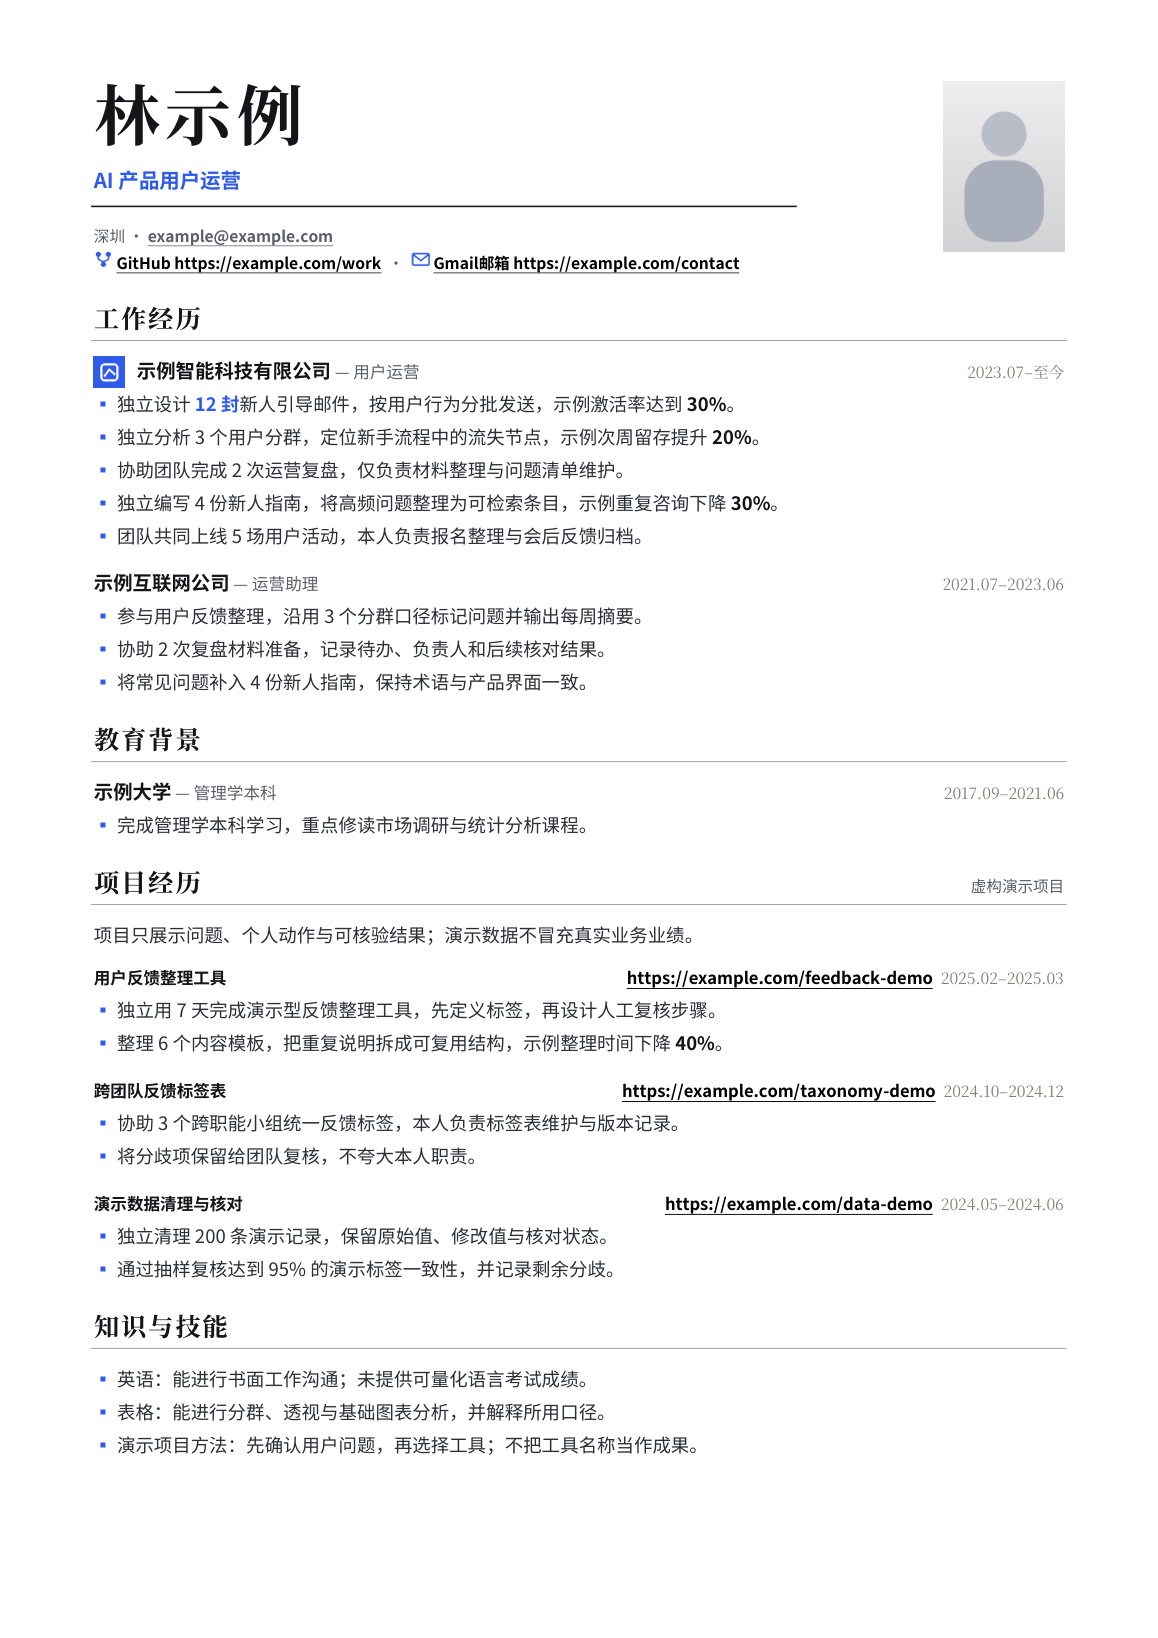 林示例
AI 产品用户运营
深圳 · example@example.com
GitHub https://example.com/work · Gmail邮箱 https://example.com/contact
工作经历
示例智能科技有限公司 — 用户运营 2023.07–至今
独立设计 12 封新人引导邮件，按用户行为分批发送，示例激活率达到 30%。
独立分析 3 个用户分群，定位新手流程中的流失节点，示例次周留存提升 20%。
协助团队完成 2 次运营复盘，仅负责材料整理与问题清单维护。
独立编写 4 份新人指南，将高频问题整理为可检索条目，示例重复咨询下降 30%。
团队共同上线 5 场用户活动，本人负责报名整理与会后反馈归档。
示例互联网公司 — 运营助理 2021.07–2023.06
参与用户反馈整理，沿用 3 个分群口径标记问题并输出每周摘要。
协助 2 次复盘材料准备，记录待办、负责人和后续核对结果。
将常见问题补入 4 份新人指南，保持术语与产品界面一致。
教育背景
示例大学 — 管理学本科 2017.09–2021.06
完成管理学本科学习，重点修读市场调研与统计分析课程。
项目经历 虚构演示项目
项目只展示问题、个人动作与可核验结果；演示数据不冒充真实业务业绩。
用户反馈整理工具 https://example.com/feedback-demo 2025.02–2025.03
独立用 7 天完成演示型反馈整理工具，先定义标签，再设计人工复核步骤。
整理 6 个内容模板，把重复说明拆成可复用结构，示例整理时间下降 40%。
跨团队反馈标签表 https://example.com/taxonomy-demo 2024.10–2024.12
协助 3 个跨职能小组统一反馈标签，本人负责标签表维护与版本记录。
将分歧项保留给团队复核，不夸大本人职责。
演示数据清理与核对 https://example.com/data-demo 2024.05–2024.06
独立清理 200 条演示记录，保留原始值、修改值与核对状态。
通过抽样复核达到 95% 的演示标签一致性，并记录剩余分歧。
知识与技能
英语：能进行书面工作沟通；未提供可量化语言考试成绩。
表格：能进行分群、透视与基础图表分析，并解释所用口径。
演示项目方法：先确认用户问题，再选择工具；不把工具名称当作成果。